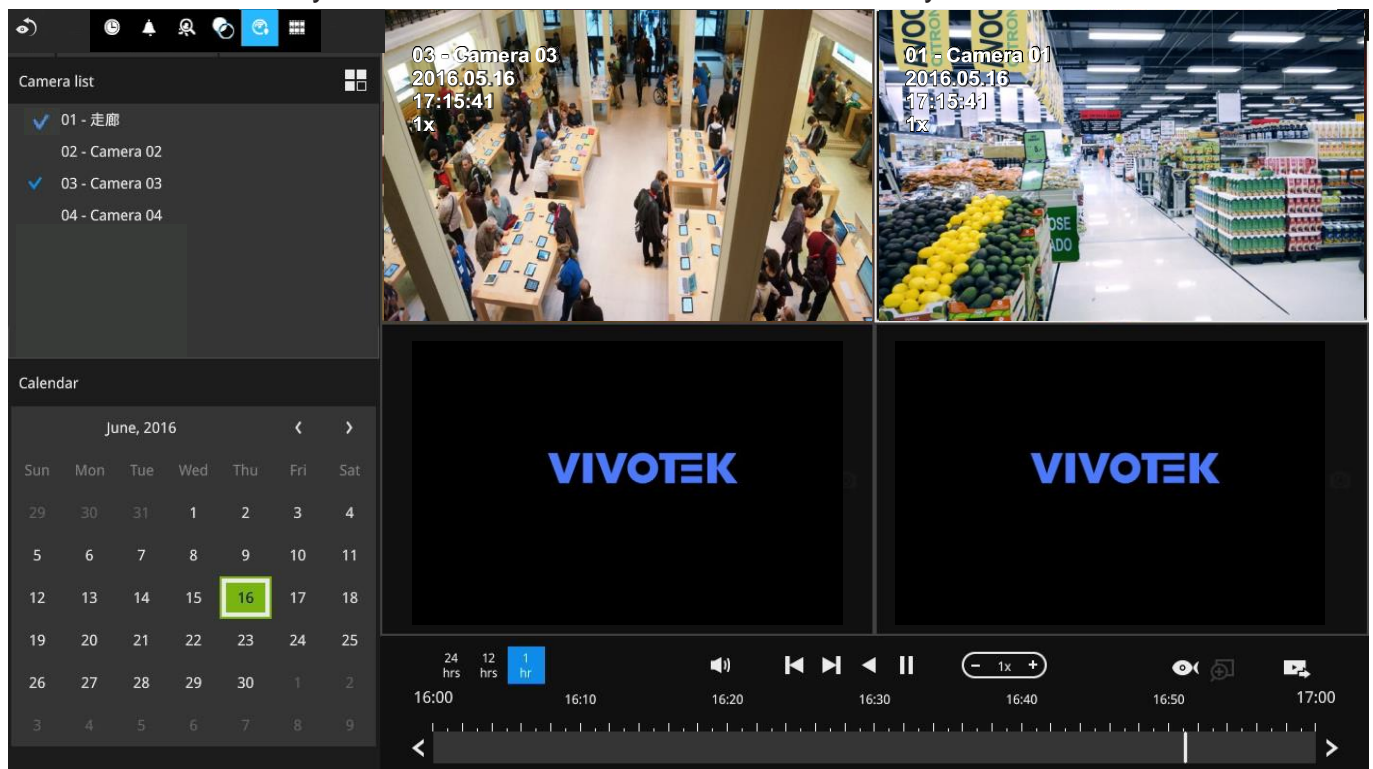 Camera list
01 - 走廊
02 - Camera 02
03 - Camera 03
04 - Camera 04
Calendar
June, 2016
Sun Mon Tue Wed Thu Fri Sat
29 30 31 1 2 3 4
5 6 7 8 9 10 11
12 13 14 15 16 17 18
19 20 21 22 23 24 25
26 27 28 29 30 1 2
3 4 5 6 7 8 9
03 - Camera 03
2016.05.16
17:15:41
1x
01 - Camera 01
2016.05.16
17:15:41
1x
VIVOTEK
VIVOTEK
24 hrs
12 hrs
1 hr
- 1x +
16:00 16:10 16:20 16:30 16:40 16:50 17:00